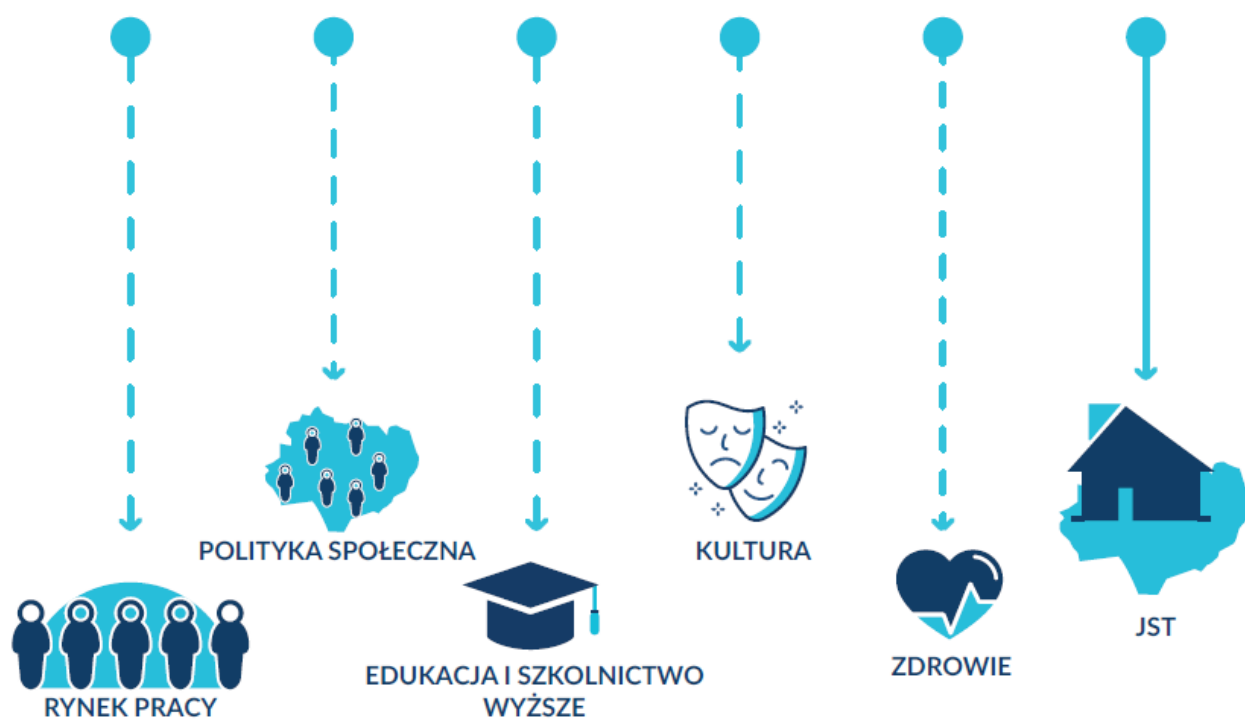 RYNEK PRACY
POLITYKA SPOŁECZNA
EDUKACJA I SZKOLNICTWO
WYŻSZE
KULTURA
ZDROWIE
JST